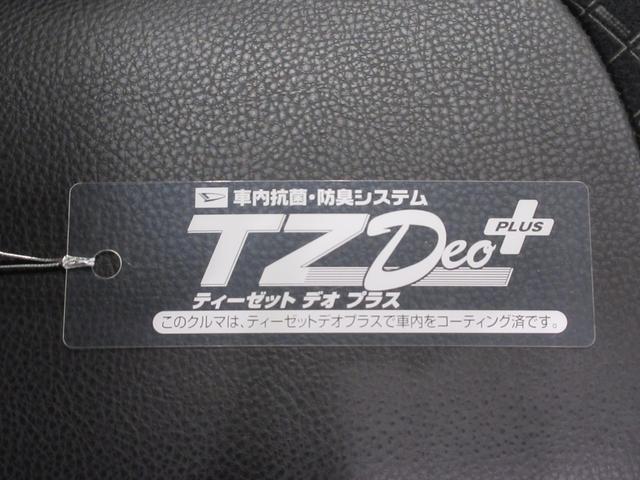 車内抗菌・防臭システム
TZ Deo PLUS
ティーゼット デオ プラス
このクルマは、ティーゼットデオプラスで車内をコーティング済です。